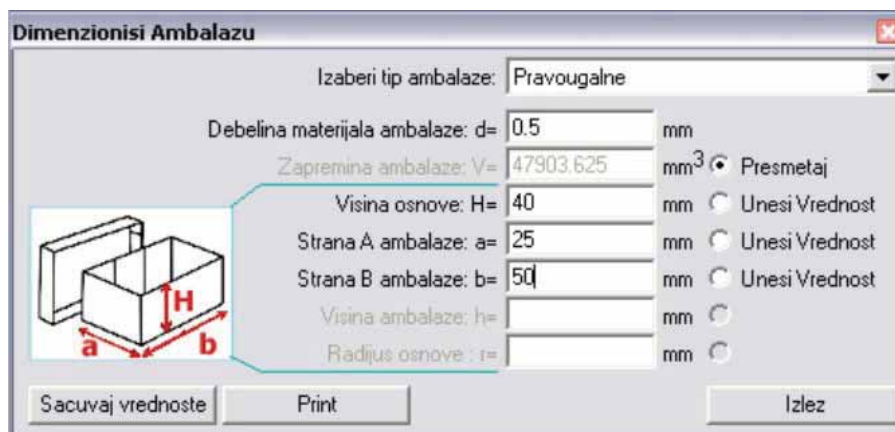 Dimenzionisi Ambalazu
Izaberi tip ambalaze: Pravougalne
Debelina materijala ambalaze: d= 0.5 mm
Zapremina ambalaze: V= 47903.625 mm³ Presmetaj
Visina osnove: H= 40 mm Unesi Vrednost
Strana A ambalaze: a= 25 mm Unesi Vrednost
Strana B ambalaze: b= 50 mm Unesi Vrednost
Visina ambalaze: h= mm
Radijus osnove : r= mm
H
a b
Sacuvaj vrednoste Print Izlez